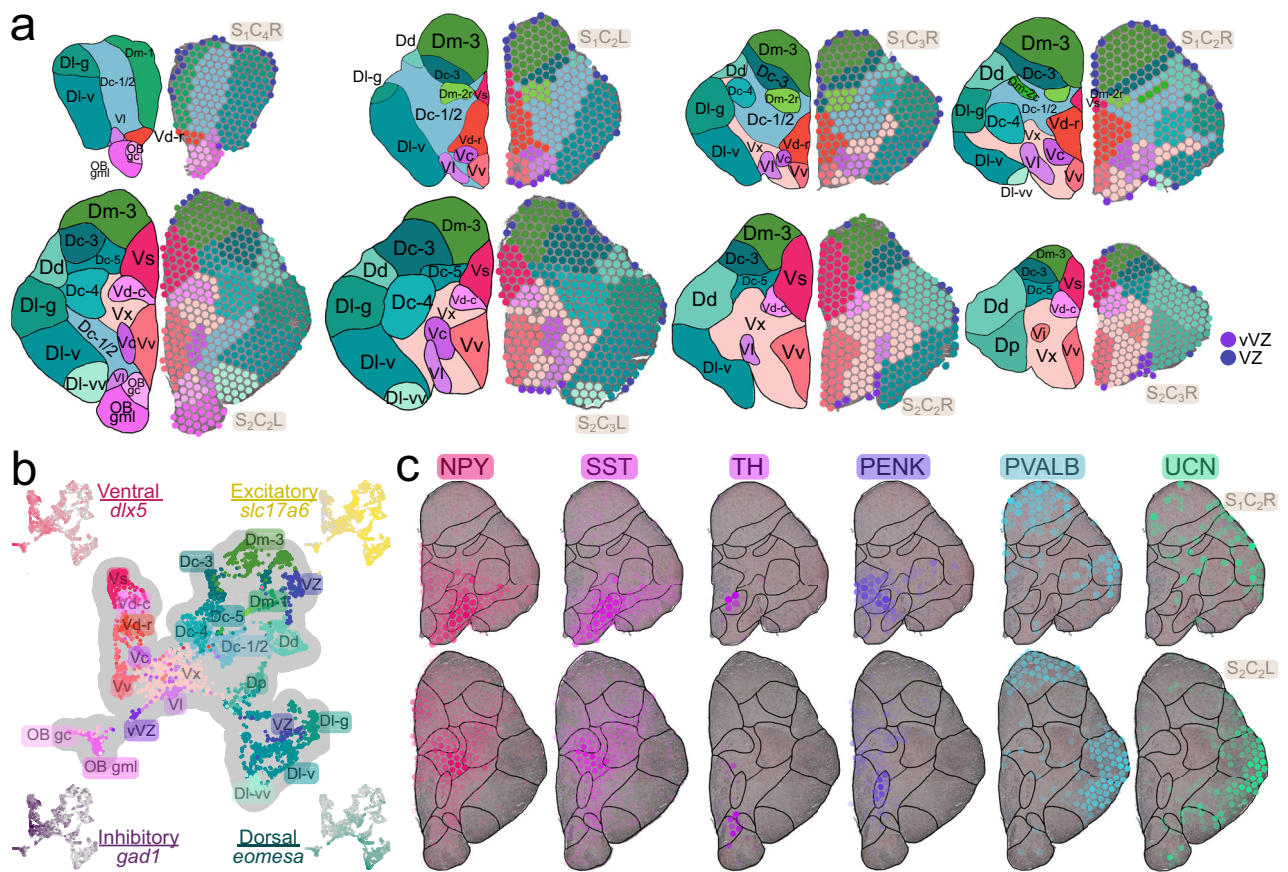 a
S1C4R
Dl-g
Dm-1
Dc-1/2
Dl-v
Vl
Vd-r
OB
gc
OB
gml
S1C2L
Dd
Dm-3
Dl-g
Dc-3
Dm-2r
Vs
Dc-1/2
Dl-v
Vd-r
Vc
Vl
Vv
S1C3R
Dm-3
Dd
Dc-3
Dc-4
Dm-2r
Dl-g
Dc-1/2
Vd-r
Dl-v
Vx
Vl
Vc
Vv
S1C2R
Dm-3
Dd
Dc-3
Dm-2c
Dm-2r
Vs
Dl-g
Dc-1/2
Dc-4
Vd-r
Vx
Dl-v
Vl
Vc
Vv
Dl-vv
Dm-3
Dc-3
Dc-5
Vs
Dd
Dc-4
Vd-c
Dl-g
Vx
Dc-1/2
Vc
Vv
Dl-v
Vl
Dl-vv
OB
gc
OB
gml
S2C2L
Dm-3
Dc-3
Dd
Dc-5
Vs
Dl-g
Dc-4
Vd-c
Vx
Vc
Dl-v
Vv
Vl
Dl-vv
S2C3L
Dm-3
Dc-3
Dc-5
Vs
Dd
Vd-c
Vx
Vl
Vv
Dl-v
S2C2R
Dm-3
Dc-3
Dc-5
Vs
Dd
Vd-c
Vi
Dp
Vx
Vv
S2C3R
vVZ
VZ
b
Ventral
dlx5
Excitatory
slc17a6
Dm-3
Dc-3
VZ
Vs
Vd-c
Dm-1
Vd-r
Dc-5
Dc-4
Dd
Vc
Dc-1/2
Vx
Vv
Dp
Vl
VZ
Dl-g
vVZ
OB gc
OB gml
Dl-v
Dl-vv
Inhibitory
gad1
Dorsal
eomesa
c
NPY
SST
TH
PENK
PVALB
UCN
S1C2R
S2C2L